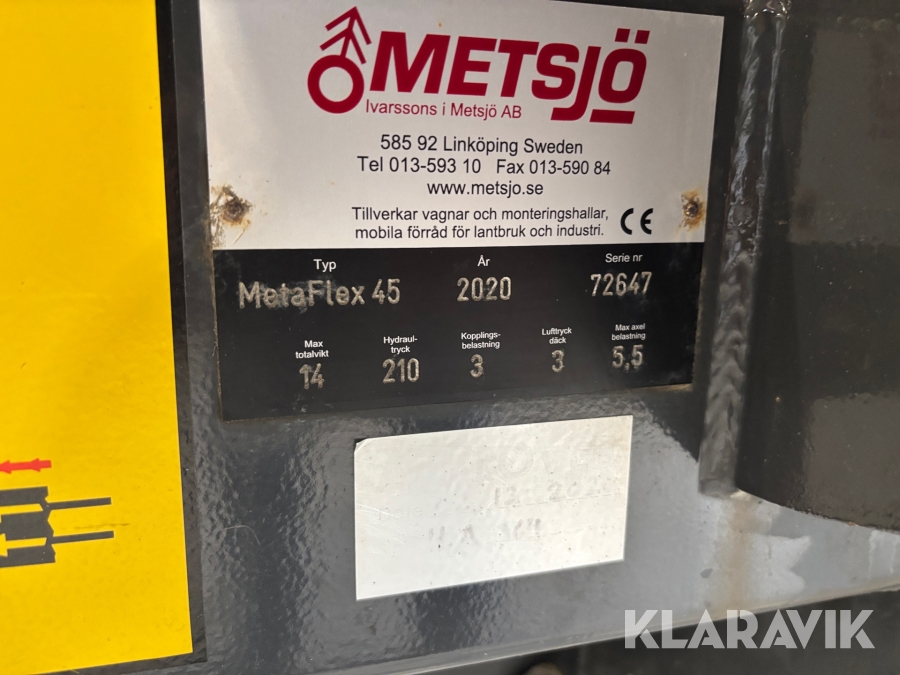 METSJÖ
Ivarssons i Metsjö AB
585 92 Linköping Sweden
Tel 013-593 10 Fax 013-590 84
www.metsjo.se
Tillverkar vagnar och monteringshallar,
mobila förråd för lantbruk och industri.
CE
Typ År Serie nr
MetaFlex 45 2020 72647
Max totalvikt Hydraul-tryck Kopplings-belastning Lufttryck däck Max axel belastning
14 210 3 3 5,5
KLARAVIK